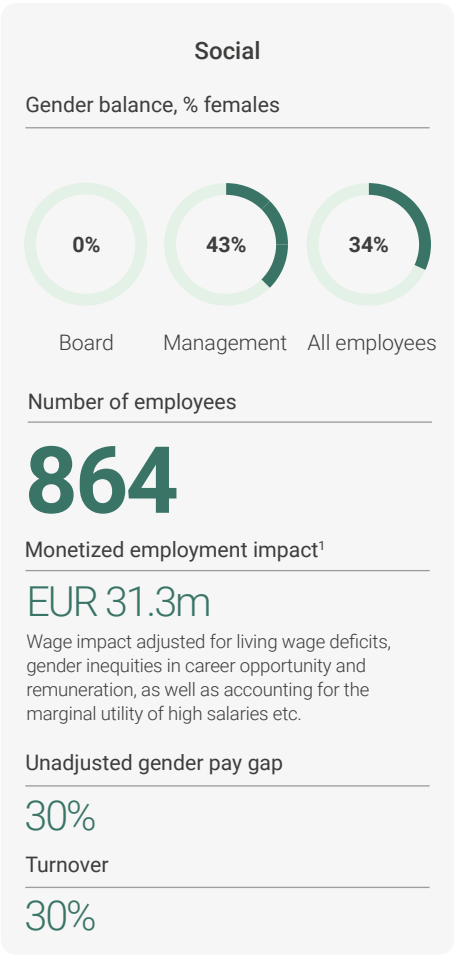 Social
Gender balance, % females
0%
43%
34%
Board
Management
All employees
Number of employees
864
Monetized employment impact¹
EUR 31.3m
Wage impact adjusted for living wage deficits,
gender inequities in career opportunity and
remuneration, as well as accounting for the
marginal utility of high salaries etc.
Unadjusted gender pay gap
30%
Turnover
30%